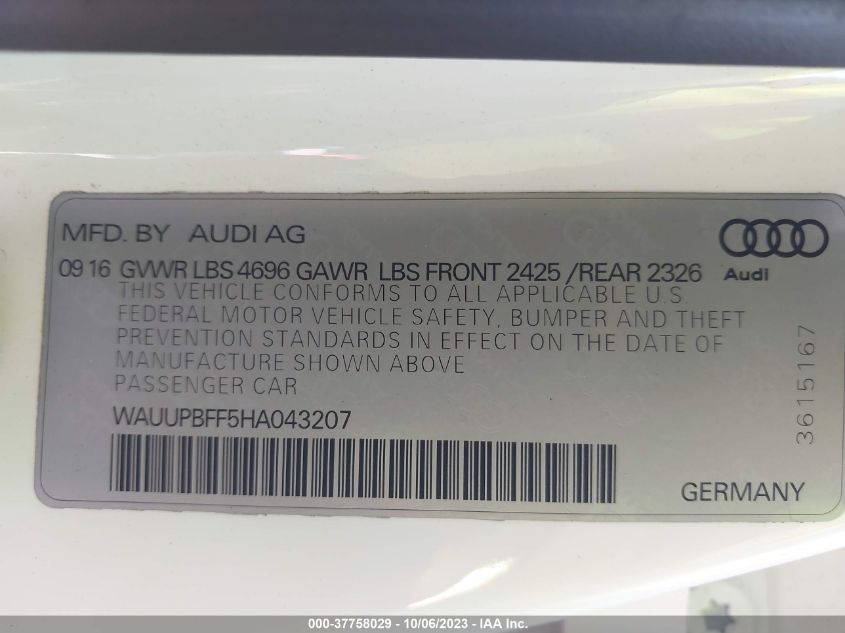 MFD. BY AUDI AG
09 16 GVWR LBS 4696 GAWR LBS FRONT 2425 /REAR 2326
Audi
THIS VEHICLE CONFORMS TO ALL APPLICABLE U.S.
FEDERAL MOTOR VEHICLE SAFETY, BUMPER AND THEFT
PREVENTION STANDARDS IN EFFECT ON THE DATE OF
MANUFACTURE SHOWN ABOVE
PASSENGER CAR
WAUUPBFF5HA043207
3615167
GERMANY
000-37758029 - 10/06/2023 - IAA Inc.